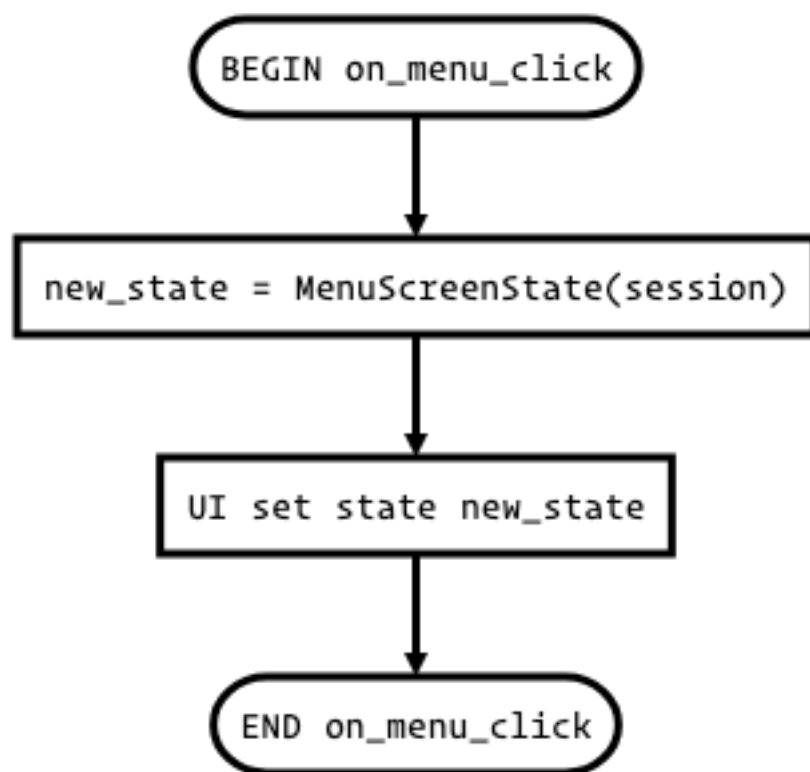 BEGIN on_menu_click
new_state = MenuScreenState(session)
UI set state new_state
END on_menu_click